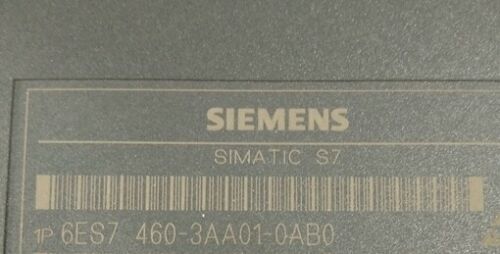 SIEMENS
SIMATIC S7
1P 6ES7 460-3AA01-0AB0